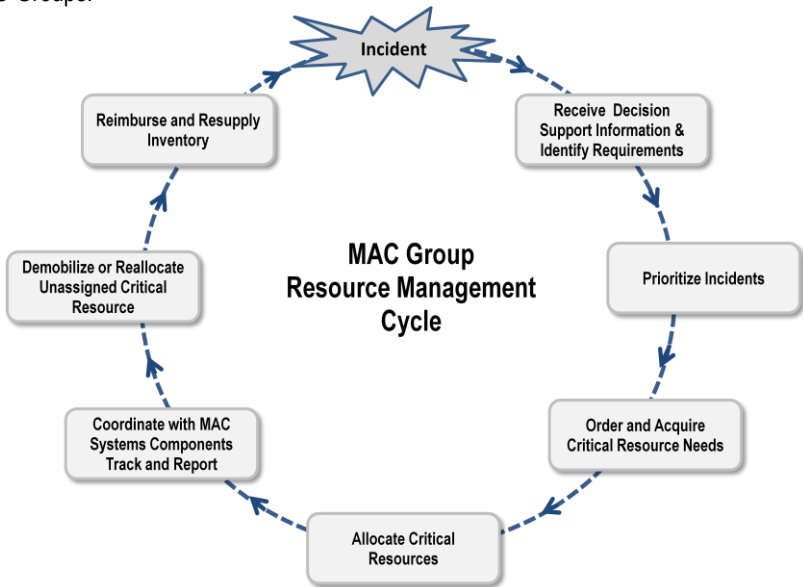 Groups.
Incident
Receive Decision
Support Information &
Identify Requirements
Prioritize Incidents
Order and Acquire
Critical Resource Needs
Allocate Critical
Resources
Coordinate with MAC
Systems Components
Track and Report
Demobilize or Reallocate
Unassigned Critical
Resource
Reimburse and Resupply
Inventory
MAC Group
Resource Management
Cycle